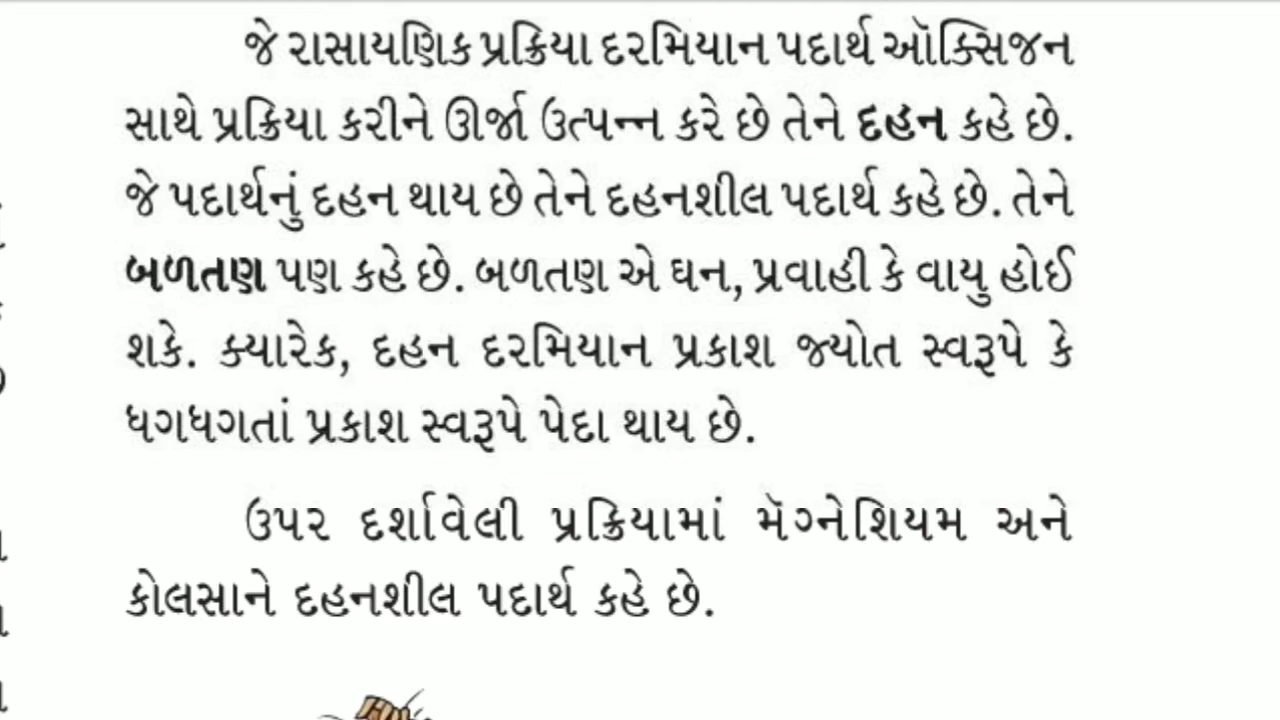 જે રાસાયણિક પ્રક્રિયા દરમિયાન પદાર્થ ઑક્સિજન
સાથે પ્રક્રિયા કરીને ઊર્જા ઉત્પન્ન કરે છે તેને દહન કહે છે.
જે પદાર્થનું દહન થાય છે તેને દહનશીલ પદાર્થ કહે છે. તેને
બળતણ પણ કહે છે. બળતણ એ ઘન, પ્રવાહી કે વાયુ હોઈ
શકે. ક્યારેક, દહન દરમિયાન પ્રકાશ જ્યોત સ્વરૂપે કે
ધગધગતાં પ્રકાશ સ્વરૂપે પેદા થાય છે.
ઉપર દર્શાવેલી પ્રક્રિયામાં મૅગ્નેશિયમ અને
કોલસાને દહનશીલ પદાર્થ કહે છે.